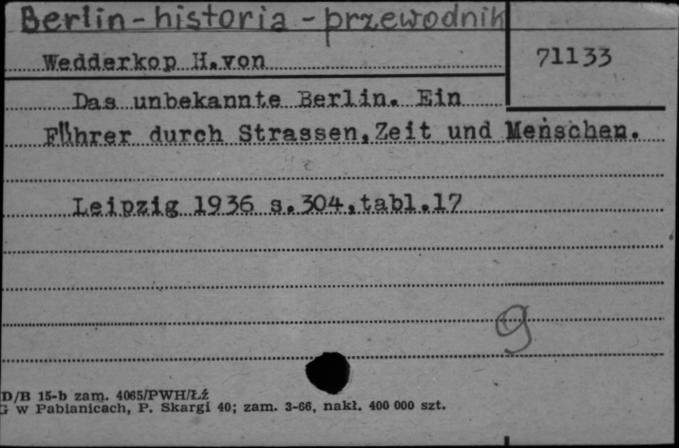 Berlin - historia - przewodnik
Wedderkop H.von
71133
Das unbekannte Berlin. Ein
Führer durch Strassen,Zeit und Menschen.
Leipzig 1936 s.304,tabl.17
9
D/B 15-b zam. 4065/PWH/Łź
G w Pabianicach, P. Skargi 40; zam. 3-66, nakł. 400 000 szt.